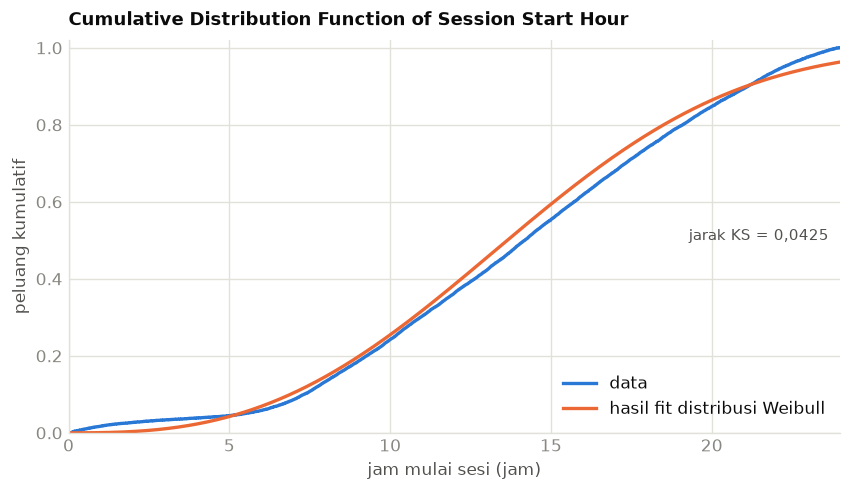 Cumulative Distribution Function of Session Start Hour
peluang kumulatif
1.0
0.8
0.6
0.4
0.2
0.0
jarak KS = 0,0425
data
hasil fit distribusi Weibull
0
5
10
15
20
jam mulai sesi (jam)